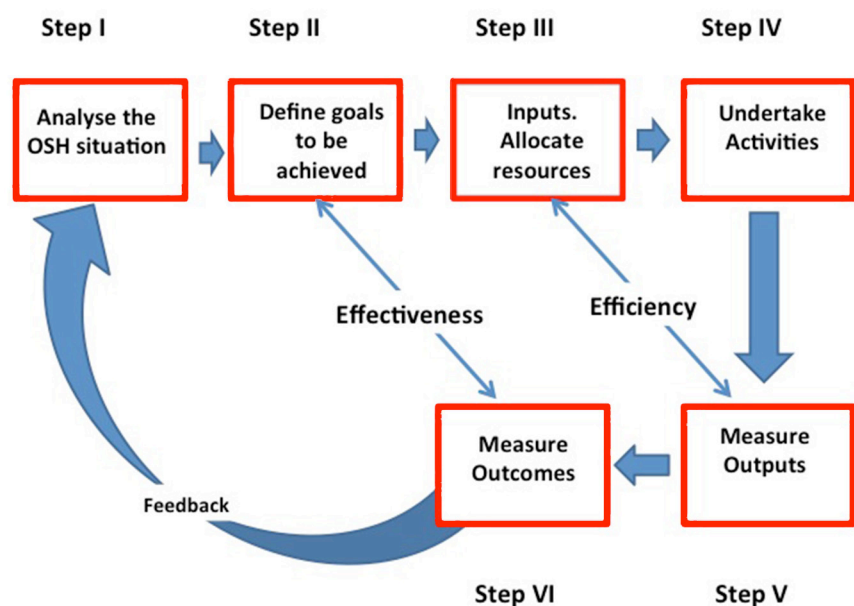 Step I
Step II
Step III
Step IV
Analyse the
OSH situation
Define goals
to be
achieved
Inputs.
Allocate
resources
Undertake
Activities
Effectiveness
Efficiency
Measure
Outcomes
Measure
Outputs
Feedback
Step VI
Step V